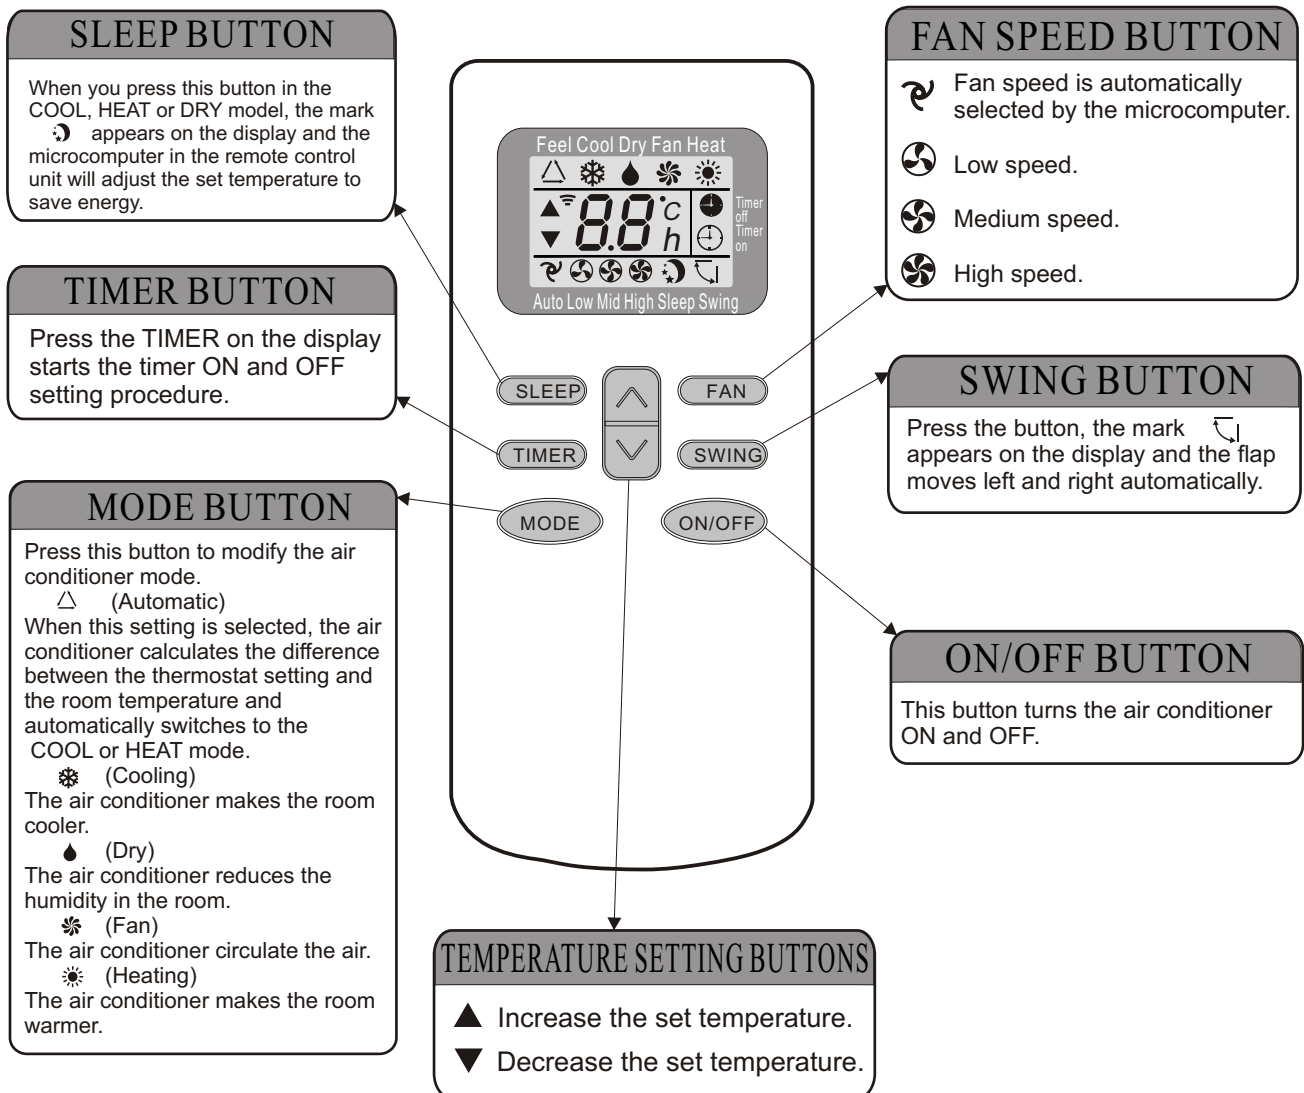 SLEEP BUTTON
When you press this button in the
COOL, HEAT or DRY model, the mark
appears on the display and the
microcomputer in the remote control
unit will adjust the set temperature to
save energy.
TIMER BUTTON
Press the TIMER on the display
starts the timer ON and OFF
setting procedure.
MODE BUTTON
Press this button to modify the air
conditioner mode.
(Automatic)
When this setting is selected, the air
conditioner calculates the difference
between the thermostat setting and
the room temperature and
automatically switches to the
COOL or HEAT mode.
(Cooling)
The air conditioner makes the room
cooler.
(Dry)
The air conditioner reduces the
humidity in the room.
(Fan)
The air conditioner circulate the air.
(Heating)
The air conditioner makes the room
warmer.
Feel Cool Dry Fan Heat
8.8 °C
h
Timer
off
Timer
on
Auto Low Mid High Sleep Swing
SLEEP
FAN
TIMER
SWING
MODE
ON/OFF
TEMPERATURE SETTING BUTTONS
▲ Increase the set temperature.
▼ Decrease the set temperature.
FAN SPEED BUTTON
Fan speed is automatically
selected by the microcomputer.
Low speed.
Medium speed.
High speed.
SWING BUTTON
Press the button, the mark
appears on the display and the flap
moves left and right automatically.
ON/OFF BUTTON
This button turns the air conditioner
ON and OFF.